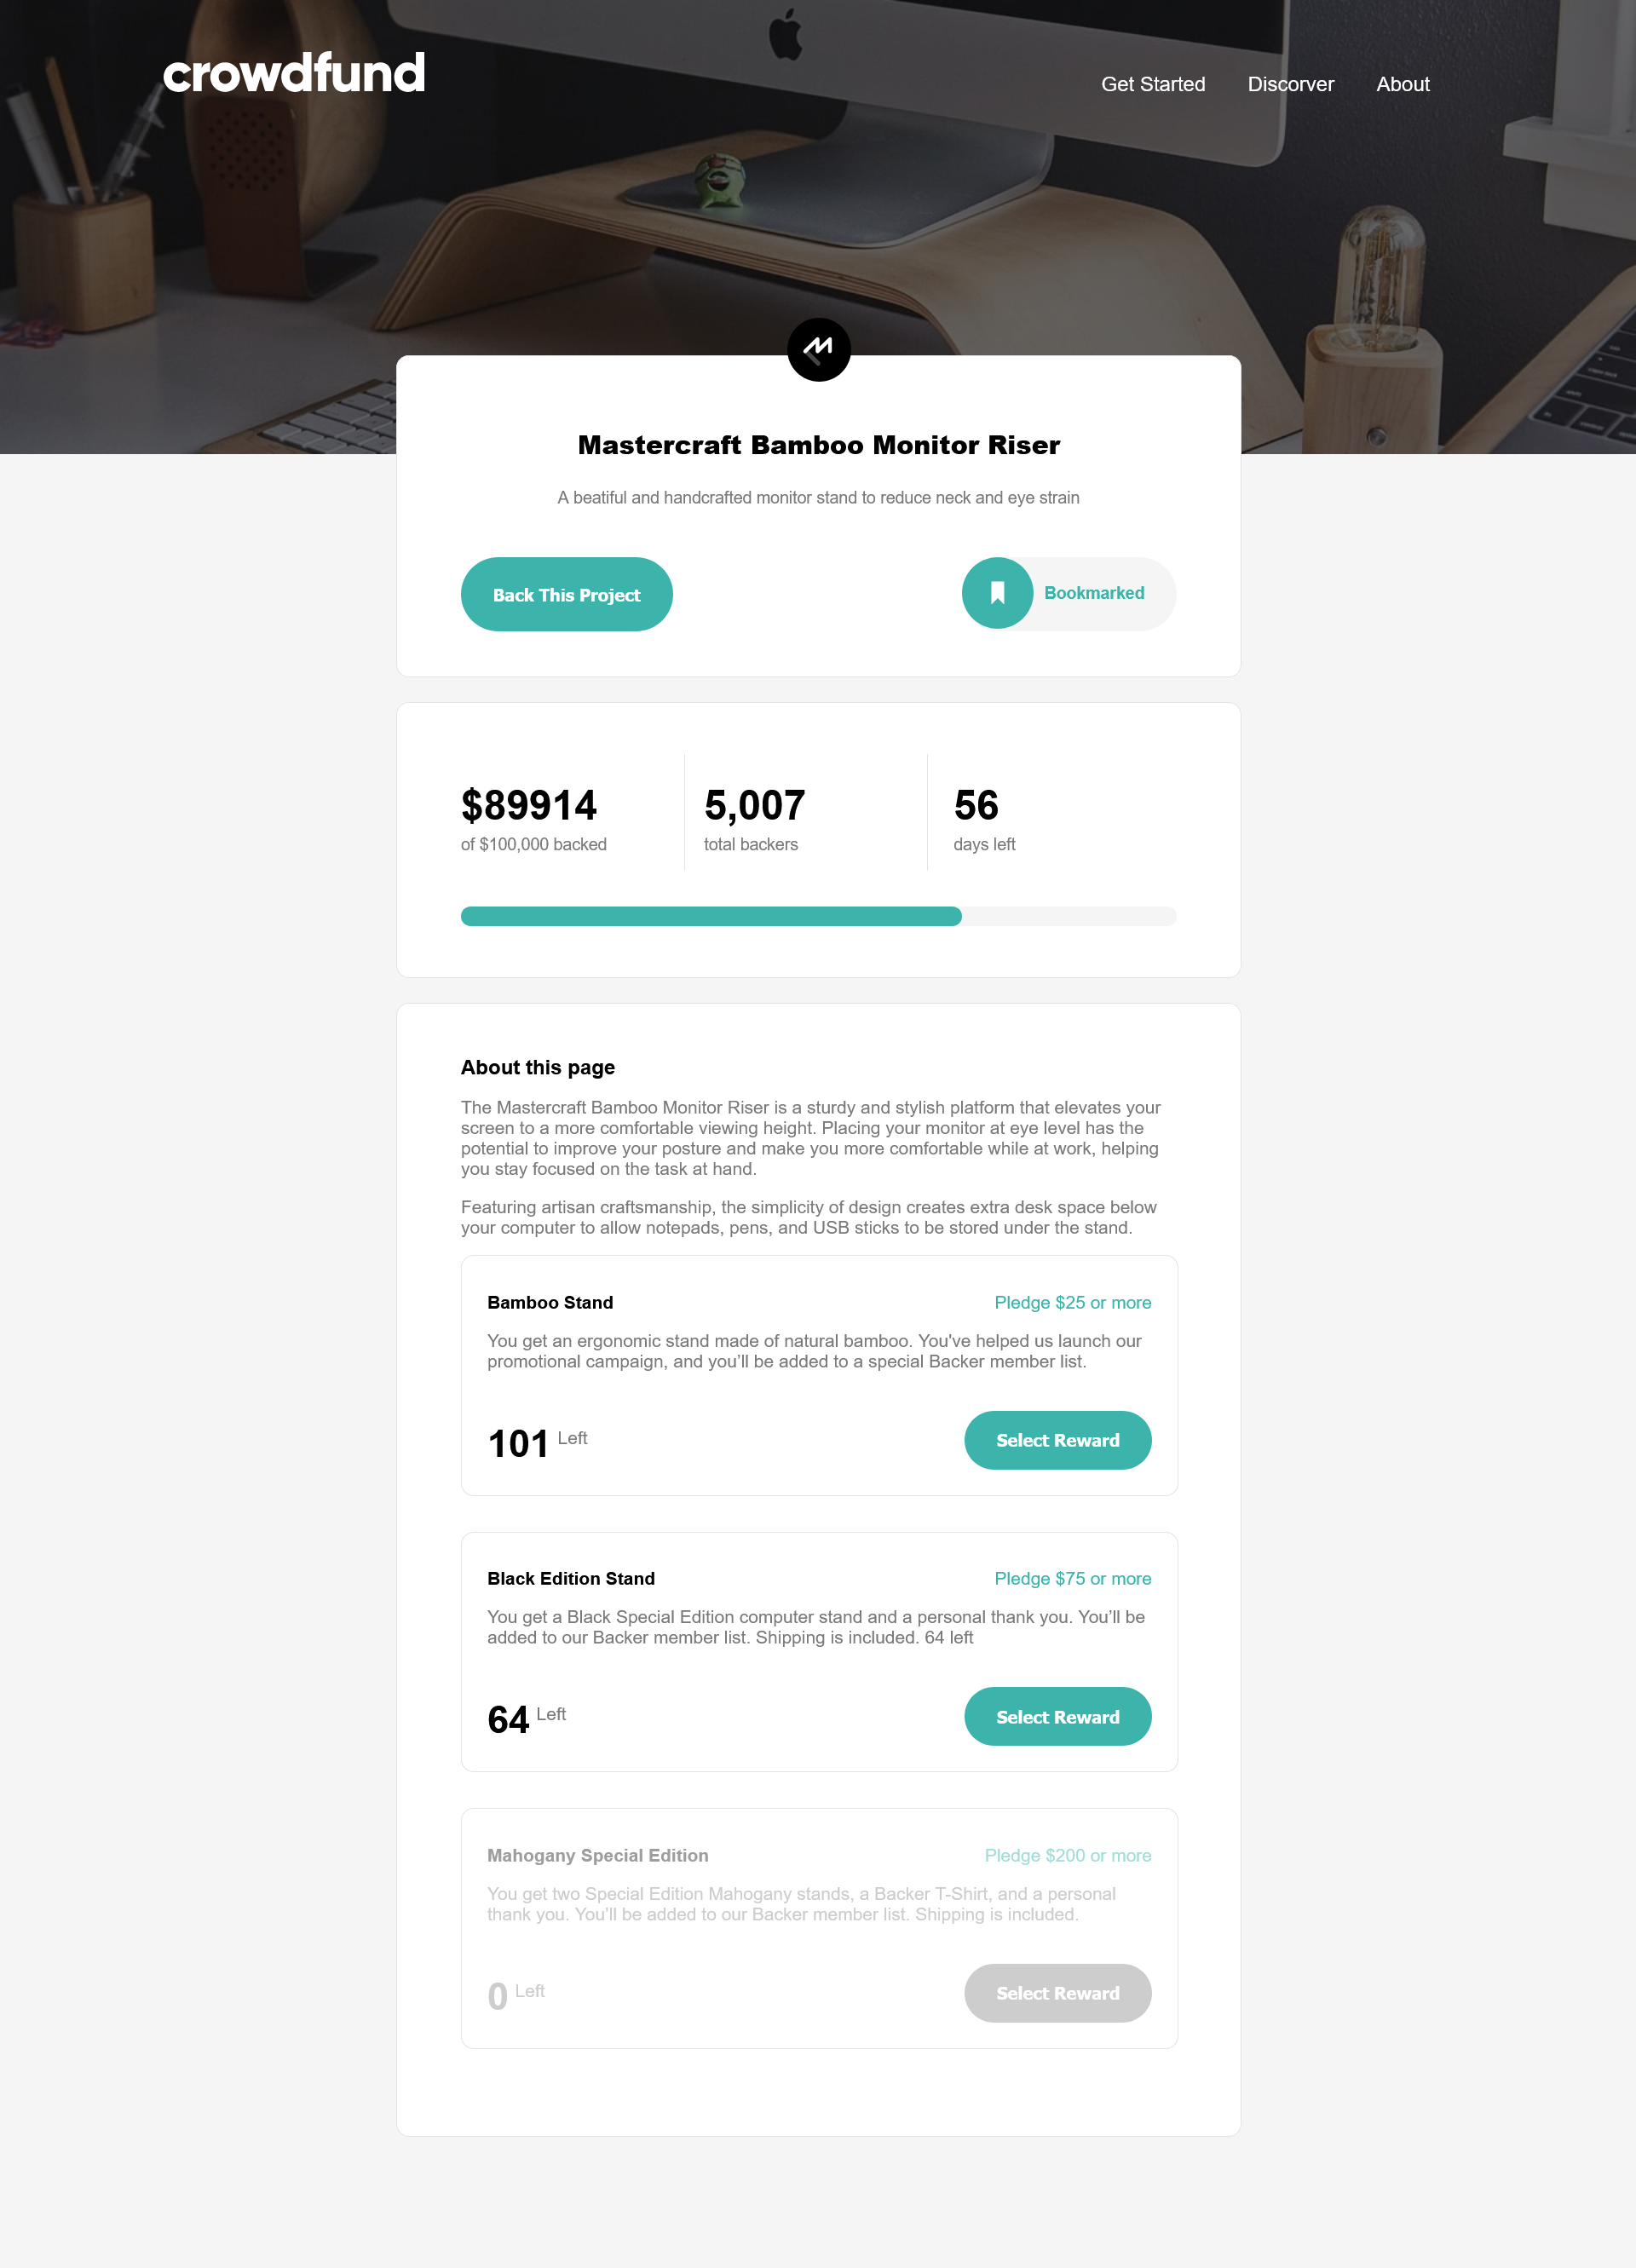 crowdfund
Get Started Discorver About
Mastercraft Bamboo Monitor Riser
A beatiful and handcrafted monitor stand to reduce neck and eye strain
Back This Project
Bookmarked
$89914
of $100,000 backed
5,007
total backers
56
days left
About this page
The Mastercraft Bamboo Monitor Riser is a sturdy and stylish platform that elevates your
screen to a more comfortable viewing height. Placing your monitor at eye level has the
potential to improve your posture and make you more comfortable while at work, helping
you stay focused on the task at hand.
Featuring artisan craftsmanship, the simplicity of design creates extra desk space below
your computer to allow notepads, pens, and USB sticks to be stored under the stand.
Bamboo Stand
Pledge $25 or more
You get an ergonomic stand made of natural bamboo. You've helped us launch our
promotional campaign, and you’ll be added to a special Backer member list.
101 Left
Select Reward
Black Edition Stand
Pledge $75 or more
You get a Black Special Edition computer stand and a personal thank you. You’ll be
added to our Backer member list. Shipping is included. 64 left
64 Left
Select Reward
Mahogany Special Edition
Pledge $200 or more
You get two Special Edition Mahogany stands, a Backer T-Shirt, and a personal
thank you. You’ll be added to our Backer member list. Shipping is included.
0 Left
Select Reward